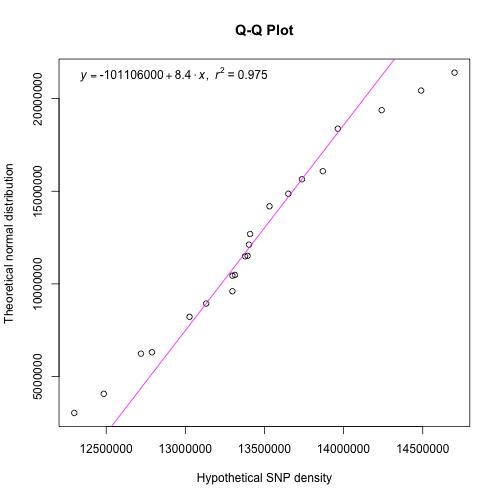 Q-Q Plot
y = -101106000 + 8.4 · x, r² = 0.975
Theoretical normal distribution
20000000
15000000
10000000
5000000
12500000 13000000 13500000 14000000 14500000
Hypothetical SNP density